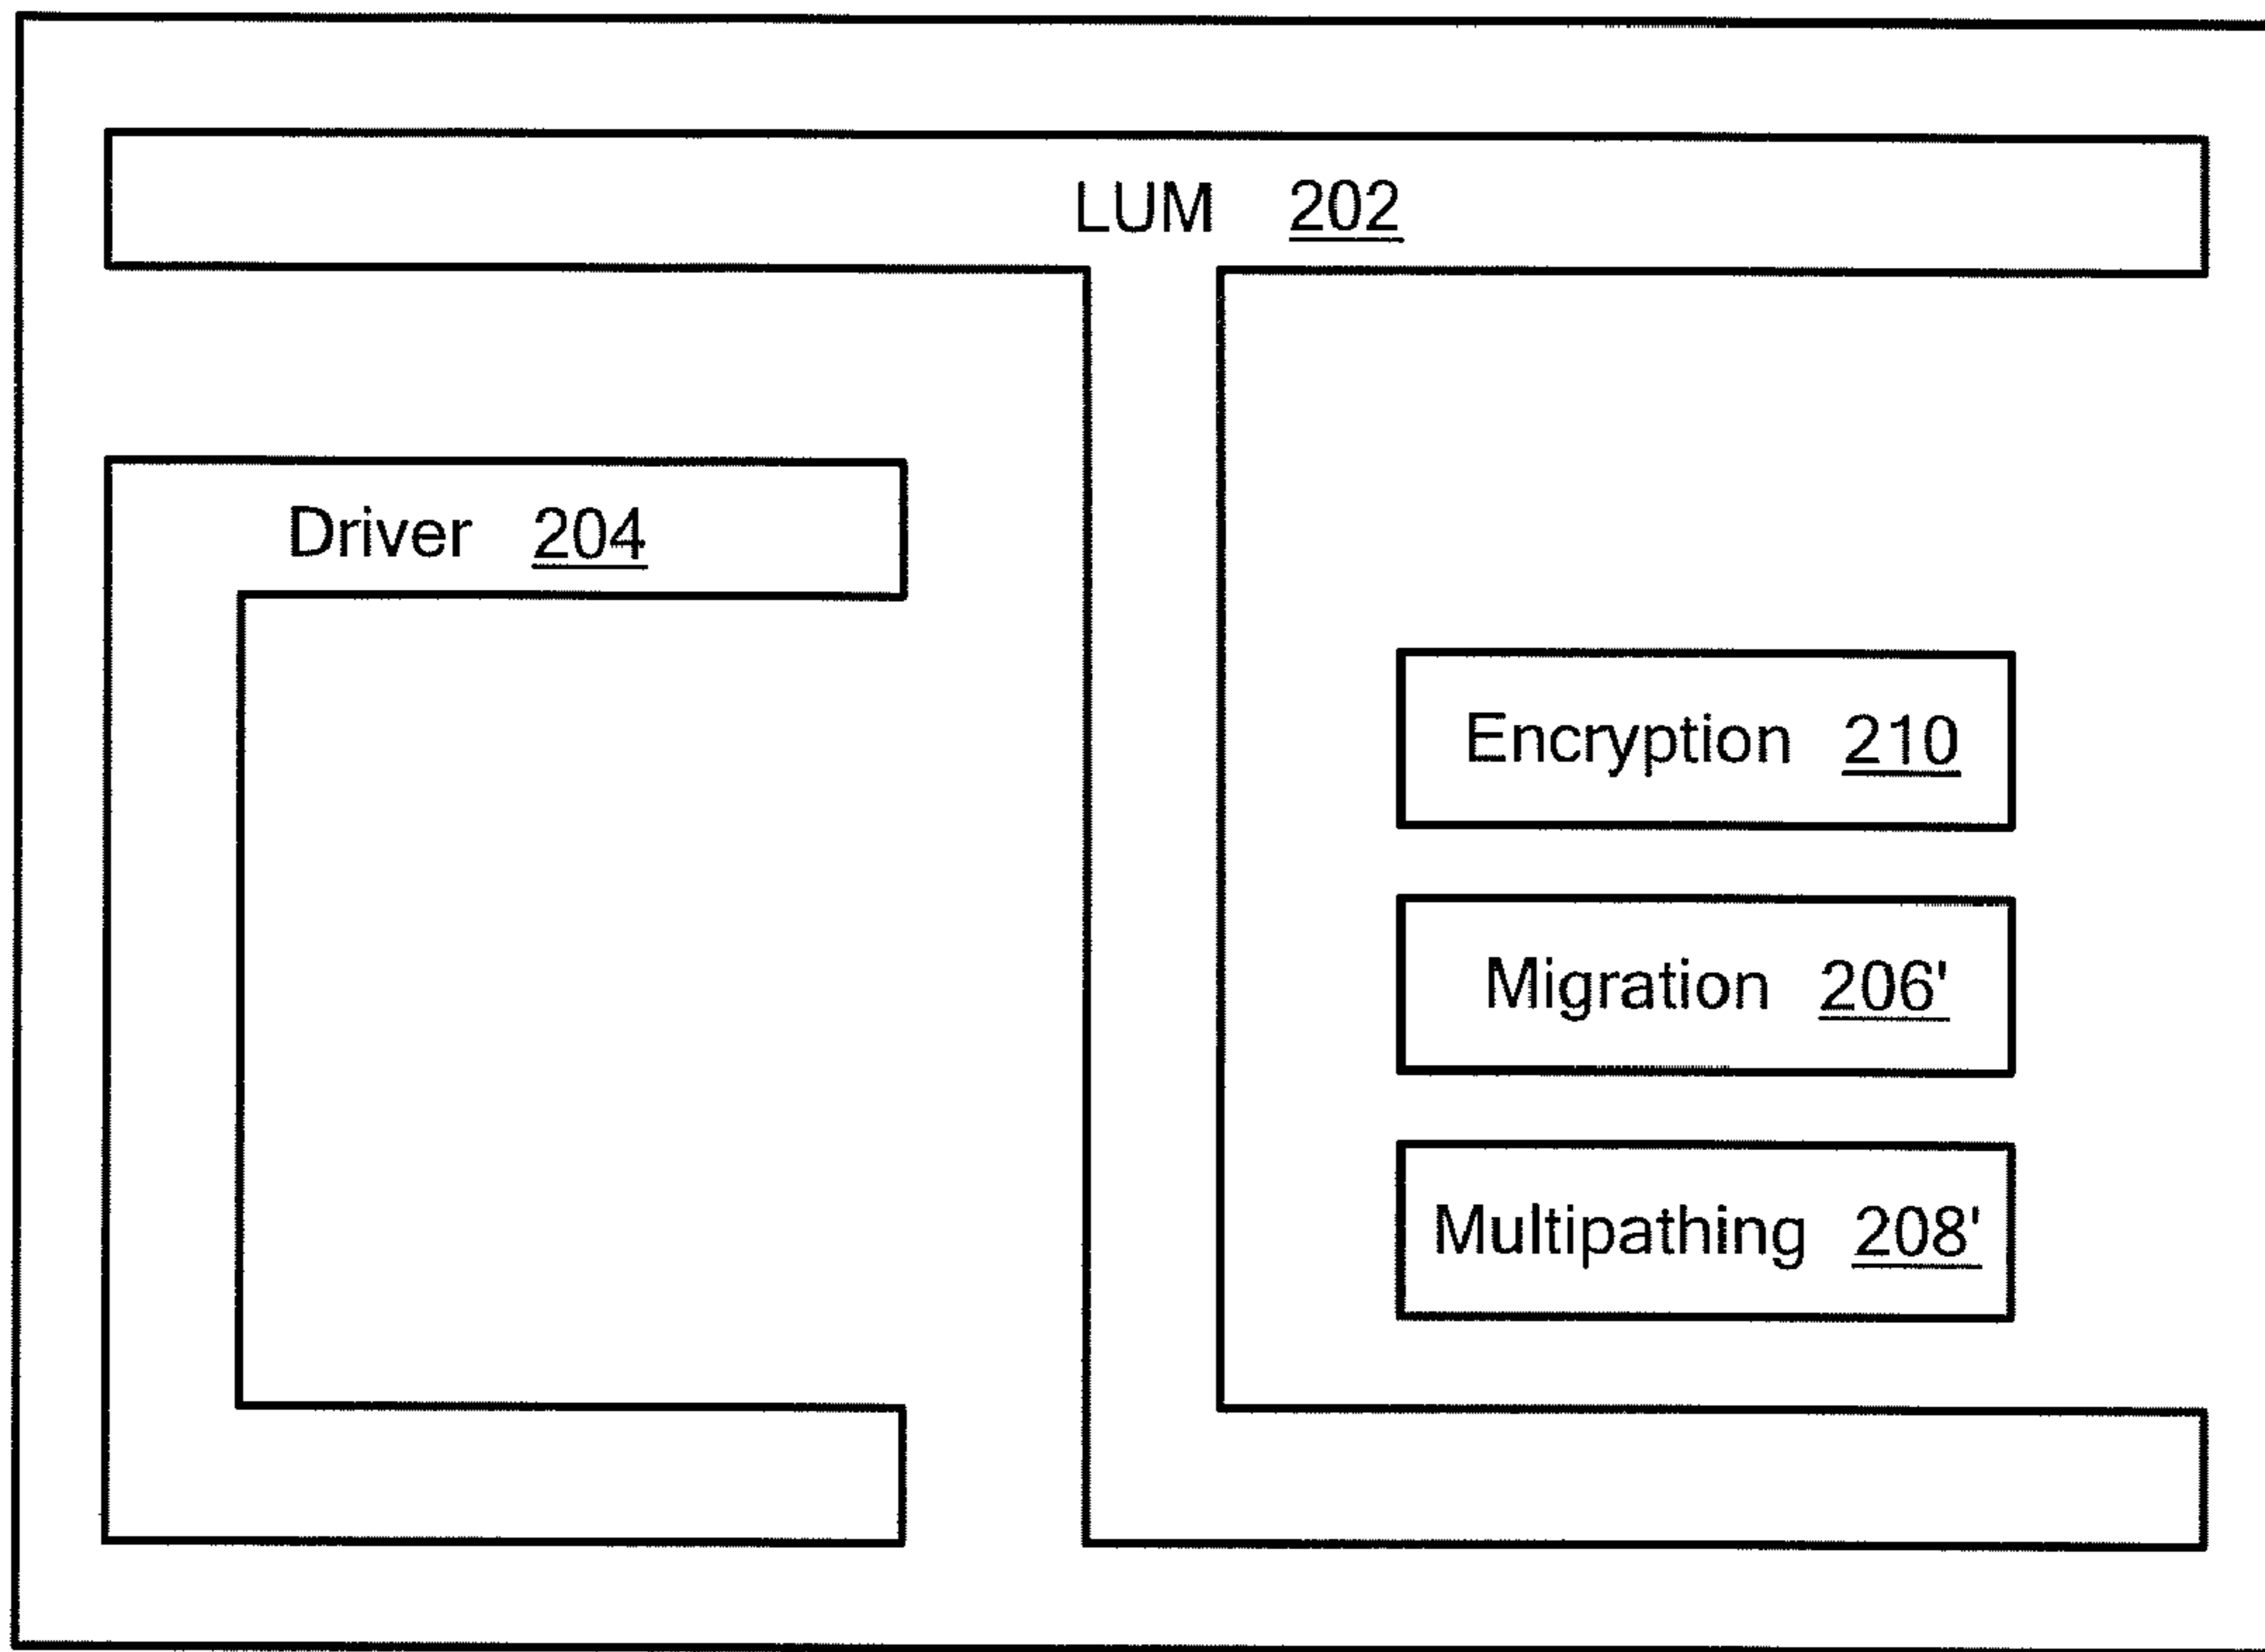 LUM 202
Driver 204
Encryption 210
Migration 206'
Multipathing 208'